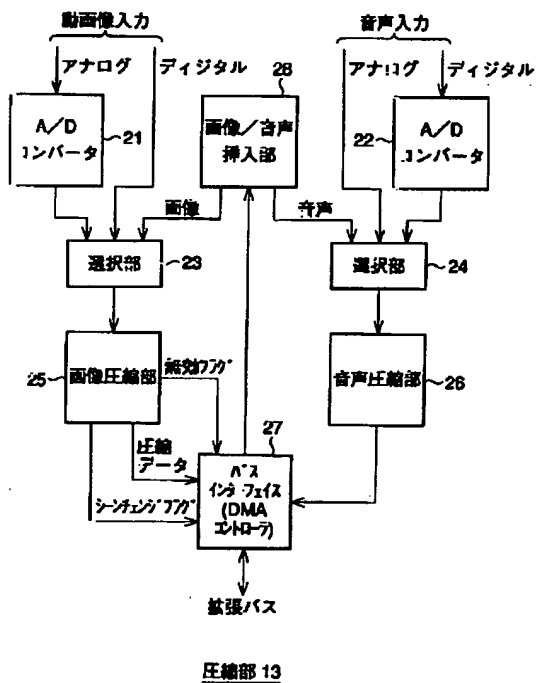 動画像入力
音声入力
アナログ
ディジタル
アナログ
ディジタル
28
A/D
コンバータ
21
画像/音声
挿入部
22
A/D
コンバータ
画像
音声
選択部
23
選択部
24
25
画像圧縮部
無効フラグ
音声圧縮部
26
圧縮
データ
27
バス
インタフェイス
(DMA
コントローラ)
シーンチェンジフラグ
拡張バス
圧縮部 13